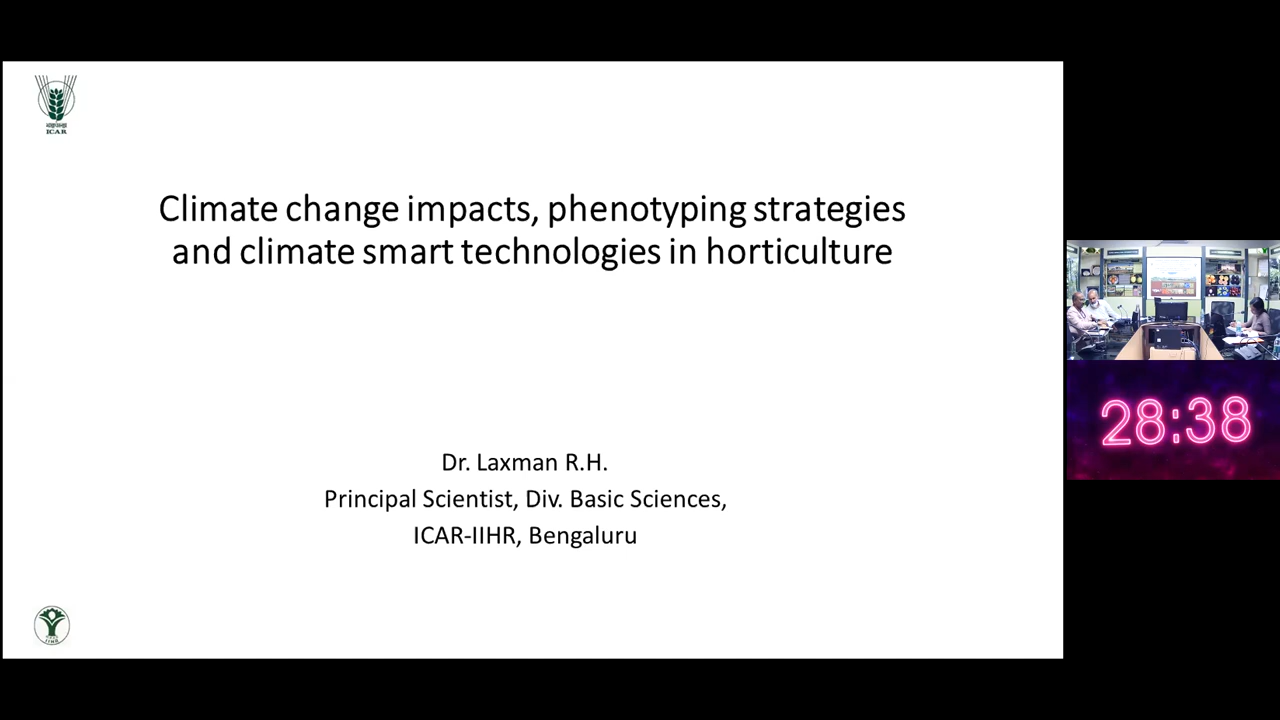 ICAR
Climate change impacts, phenotyping strategies
and climate smart technologies in horticulture
Dr. Laxman R.H.
Principal Scientist, Div. Basic Sciences,
ICAR-IIHR, Bengaluru
28:38